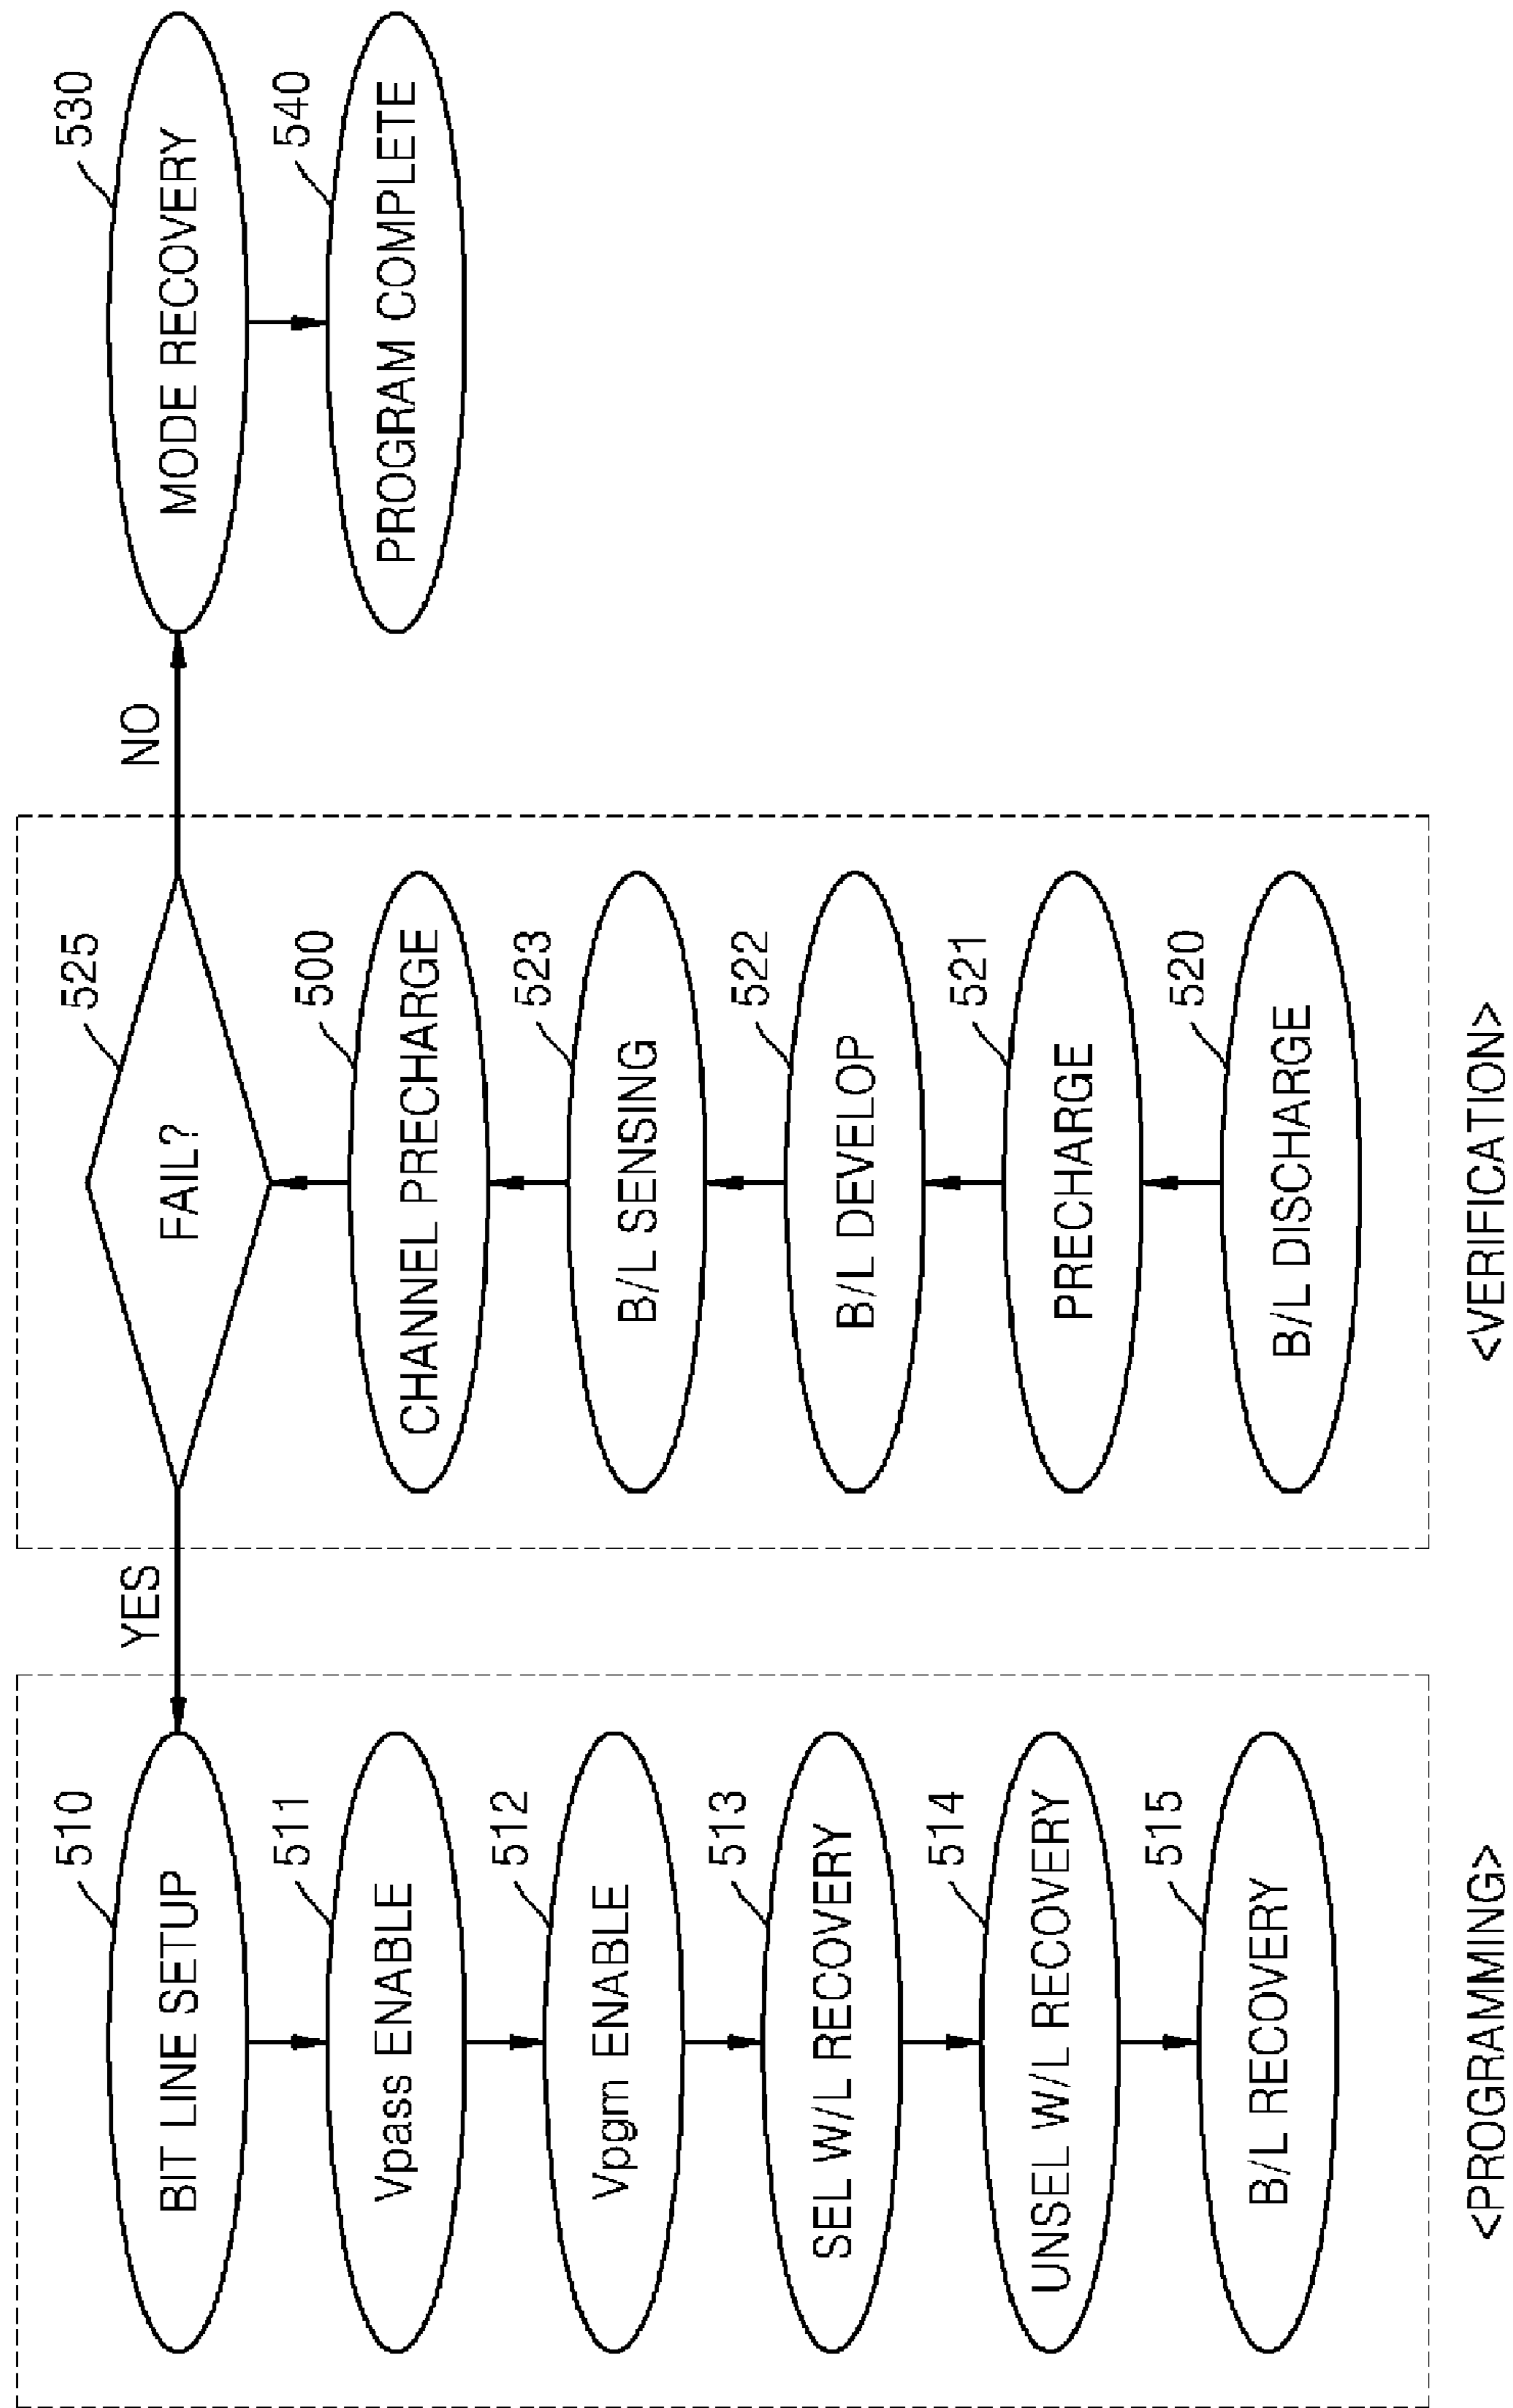 BIT LINE SETUP
510
Vpass ENABLE
511
Vpgm ENABLE
512
SEL W/L RECOVERY
513
UNSEL W/L RECOVERY
514
B/L RECOVERY
515
<PROGRAMMING>
YES
FAIL?
525
CHANNEL PRECHARGE
500
B/L SENSING
523
B/L DEVELOP
522
PRECHARGE
521
B/L DISCHARGE
520
<VERIFICATION>
NO
MODE RECOVERY
530
PROGRAM COMPLETE
540